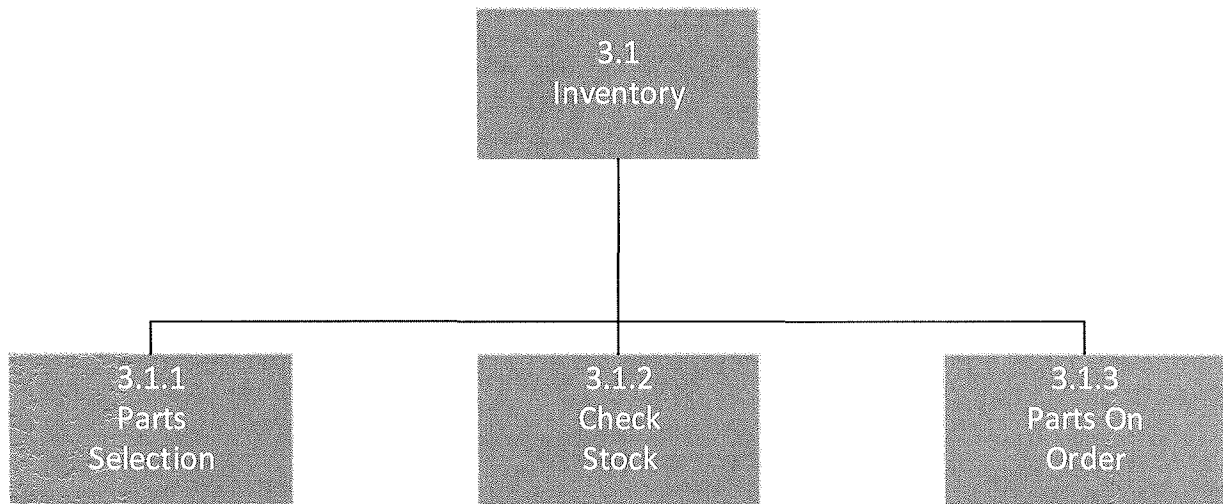 3.1
Inventory
3.1.1
Parts
Selection
3.1.2
Check
Stock
3.1.3
Parts On
Order